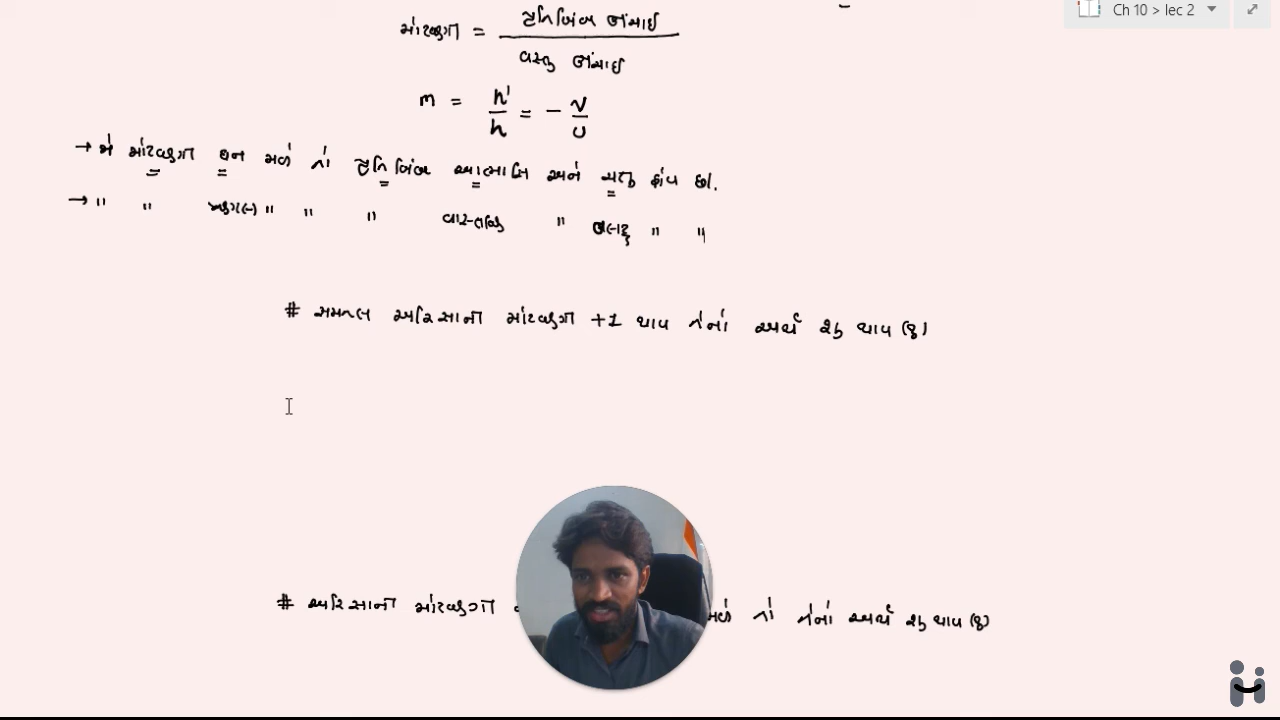 Ch 10 > lec 2
મોટવણી = પ્રતિબિંબ ઊંચાઈ / વસ્તુ ઊંચાઈ
m = h' / h = - v / u
→ જો મોટવણી ધન મળે તો પ્રતિબિંબ આભાસિ અને ચત્તુ હોય છે.
→ " " ઋણ " " " વાસ્તવિક " ઉલટુ " "
# સમતલ અરિસાની મોટવણી +1 થાય તેનો અર્થ શું થાય (જુ)
# અરિસાની મોટવણી મળે તો તેનો અર્થ શું થાય (જુ)